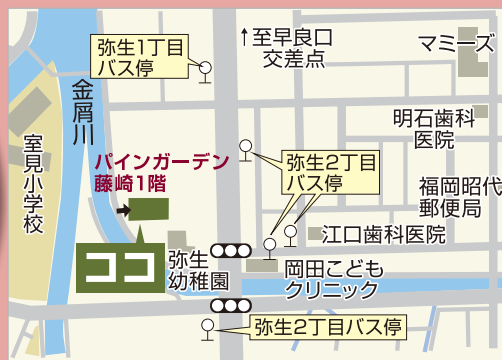 弥生1丁目
バス停
↑至早良口
交差点
マミーズ
金屑川
明石歯科
医院
室見小学校
パインガーデン
藤崎1階
弥生2丁目
バス停
福岡昭代
郵便局
江口歯科医院
ココ
弥生
幼稚園
岡田こども
クリニック
弥生2丁目バス停